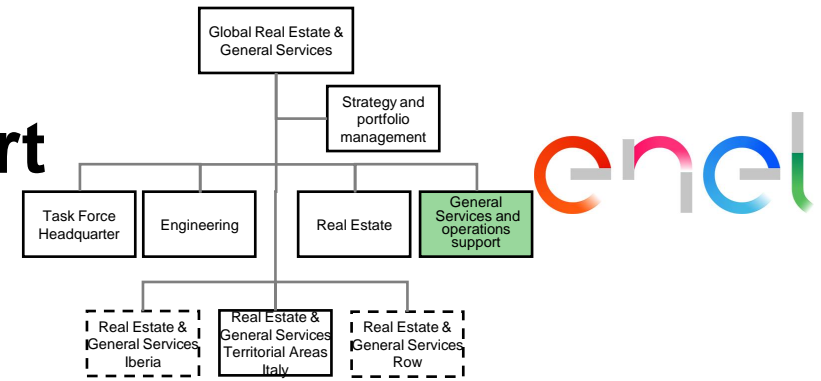 Global Real Estate &
General Services
Strategy and
portfolio
management
rt
enel
Task Force
Headquarter
Engineering
Real Estate
General
Services and
operations
support
Real Estate &
General Services
Iberia
Real Estate &
General Services
Territorial Areas
Italy
Real Estate &
General Services
Row